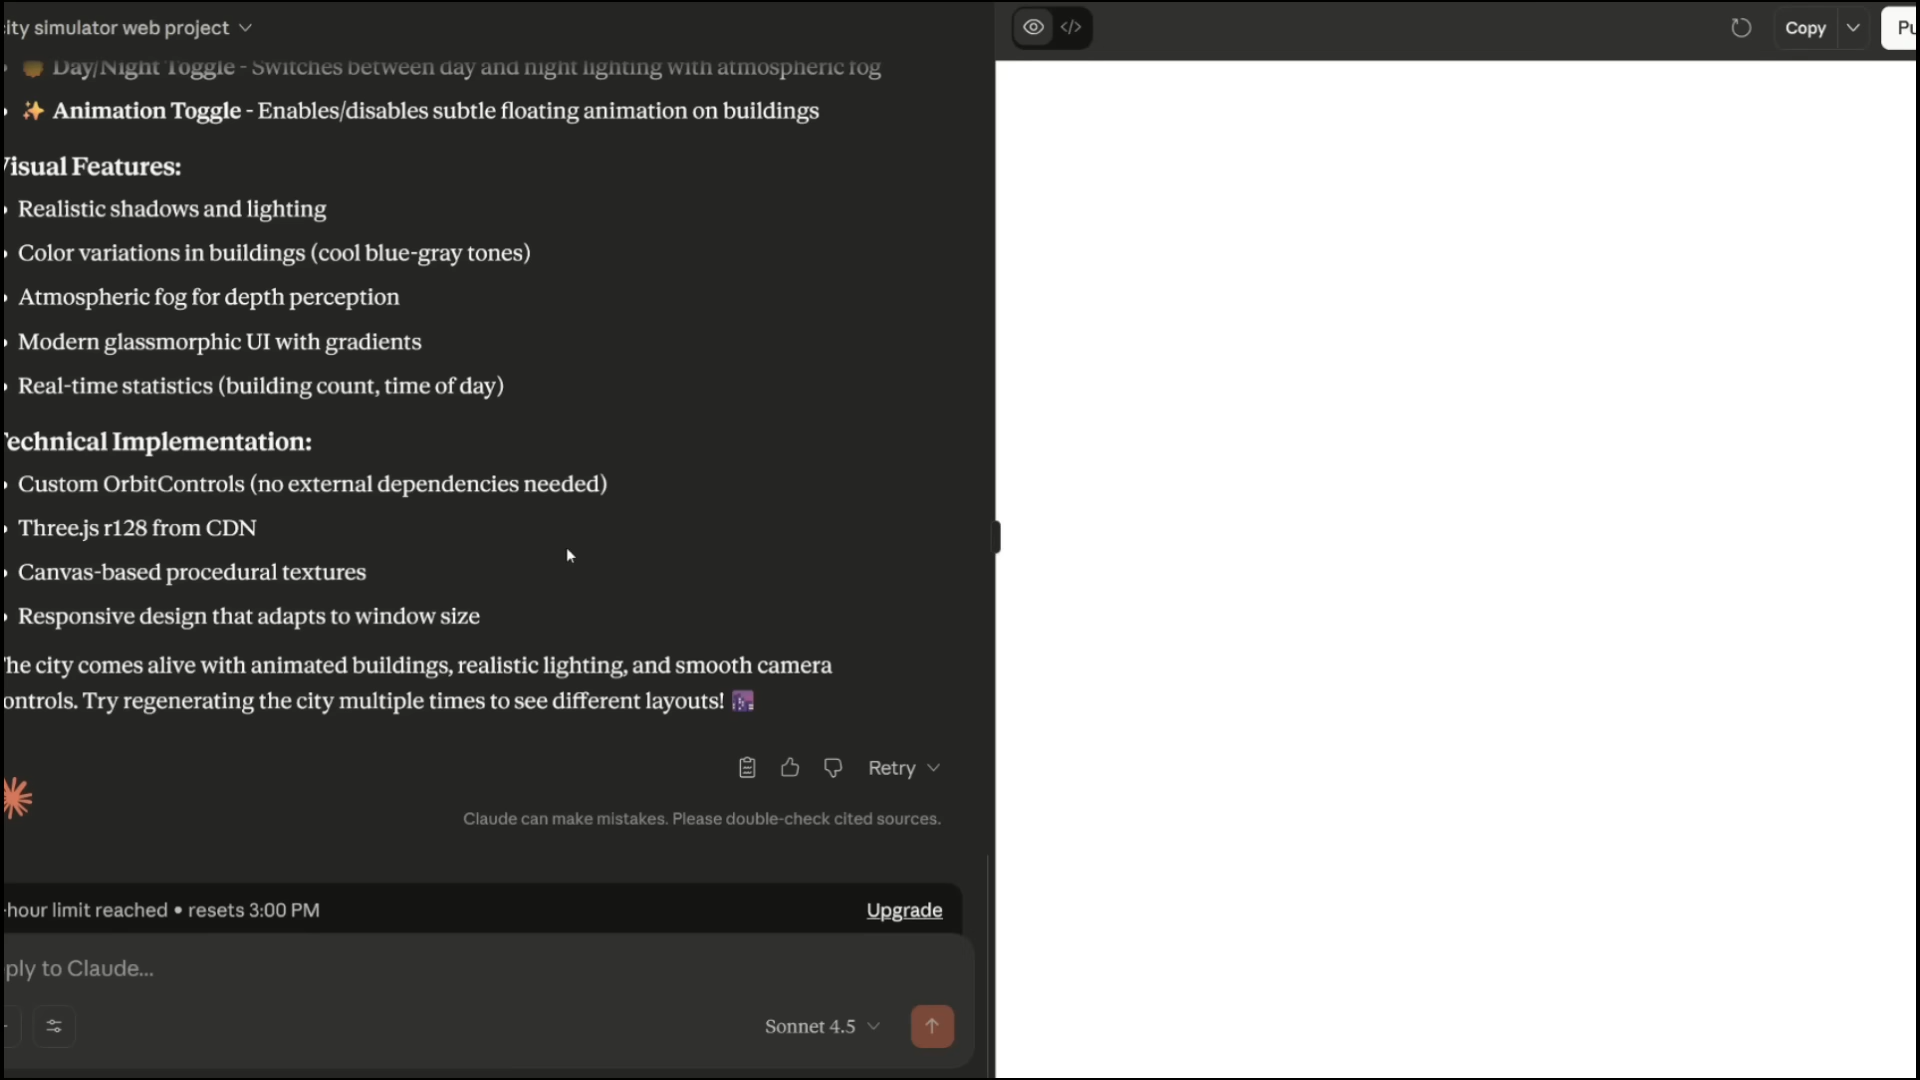 ity simulator web project
Copy
Pu
Day/Night Toggle - Switches between day and night lighting with atmospheric fog
✨ Animation Toggle - Enables/disables subtle floating animation on buildings
isual Features:
Realistic shadows and lighting
Color variations in buildings (cool blue-gray tones)
Atmospheric fog for depth perception
Modern glassmorphic UI with gradients
Real-time statistics (building count, time of day)
echnical Implementation:
Custom OrbitControls (no external dependencies needed)
Three.js r128 from CDN
Canvas-based procedural textures
Responsive design that adapts to window size
he city comes alive with animated buildings, realistic lighting, and smooth camera
ontrols. Try regenerating the city multiple times to see different layouts!
Retry
Claude can make mistakes. Please double-check cited sources.
-hour limit reached • resets 3:00 PM
Upgrade
ply to Claude...
Sonnet 4.5